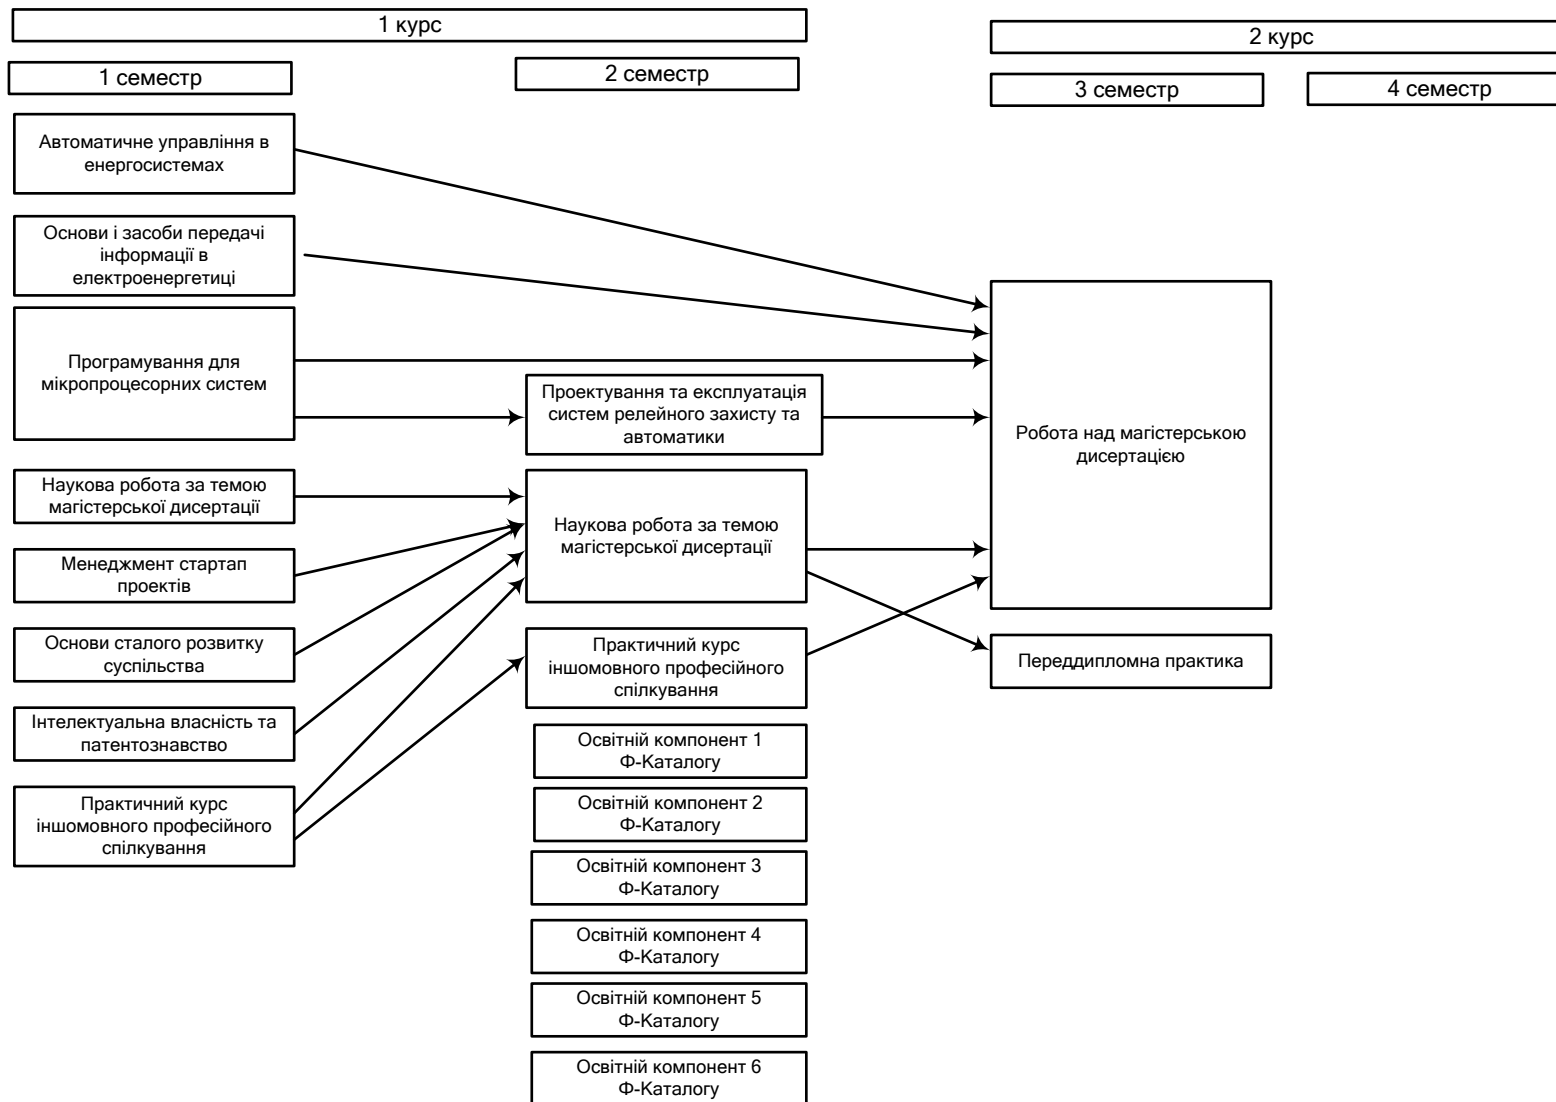 1 курс
2 курс
1 семестр
2 семестр
3 семестр
4 семестр
Автоматичне управління в
енергосистемах
Основи і засоби передачі
інформації в
електроенергетиці
Програмування для
мікропроцесорних систем
Наукова робота за темою
магістерської дисертації
Менеджмент стартап
проектів
Основи сталого розвитку
суспільства
Інтелектуальна власність та
патентознавство
Практичний курс
іншомовного професійного
спілкування
Проектування та експлуатація
систем релейного захисту та
автоматики
Наукова робота за темою
магістерської дисертації
Практичний курс
іншомовного професійного
спілкування
Освітній компонент 1
Ф-Каталогу
Освітній компонент 2
Ф-Каталогу
Освітній компонент 3
Ф-Каталогу
Освітній компонент 4
Ф-Каталогу
Освітній компонент 5
Ф-Каталогу
Освітній компонент 6
Ф-Каталогу
Робота над магістерською
дисертацією
Переддипломна практика